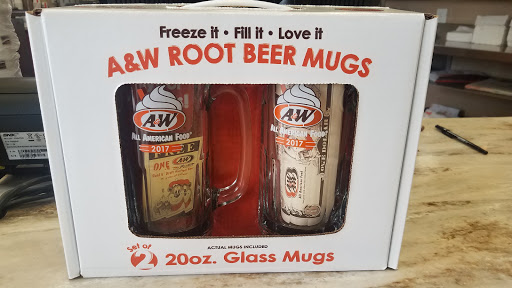 Freeze it • Fill it • Love it
A&W ROOT BEER MUGS
A&W
ALL AMERICAN FOOD
2017
ONE
A&W
ALL AMERICAN FOOD
2017
A&W
Set of
2
ACTUAL MUGS INCLUDED
20oz. Glass Mugs